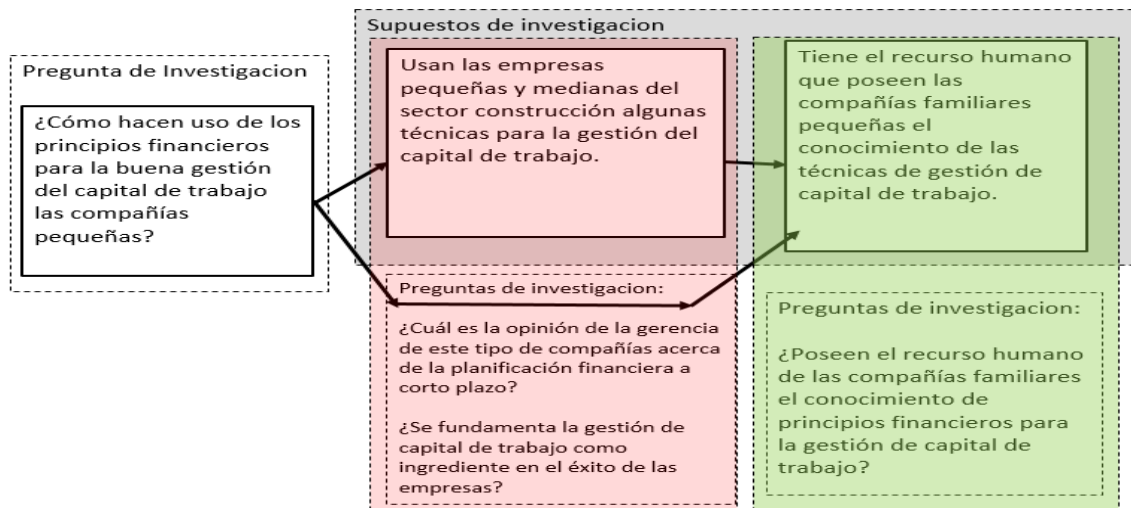 Supuestos de investigacion
Pregunta de Investigacion
¿Cómo hacen uso de los
principios financieros
para la buena gestión
del capital de trabajo
las compañías
pequeñas?
Usan las empresas
pequeñas y medianas del
sector construcción algunas
técnicas para la gestión del
capital de trabajo.
Tiene el recurso humano
que poseen las
compañías familiares
pequeñas el
conocimiento de las
técnicas de gestión de
capital de trabajo.
Preguntas de investigacion:
¿Cuál es la opinión de la gerencia
de este tipo de compañías acerca
de la planificación financiera a
corto plazo?
¿Se fundamenta la gestión de
capital de trabajo como
ingrediente en el éxito de las
empresas?
Preguntas de investigacion:
¿Poseen el recurso humano
de las compañías familiares
el conocimiento de
principios financieros para
la gestión de capital de
trabajo?